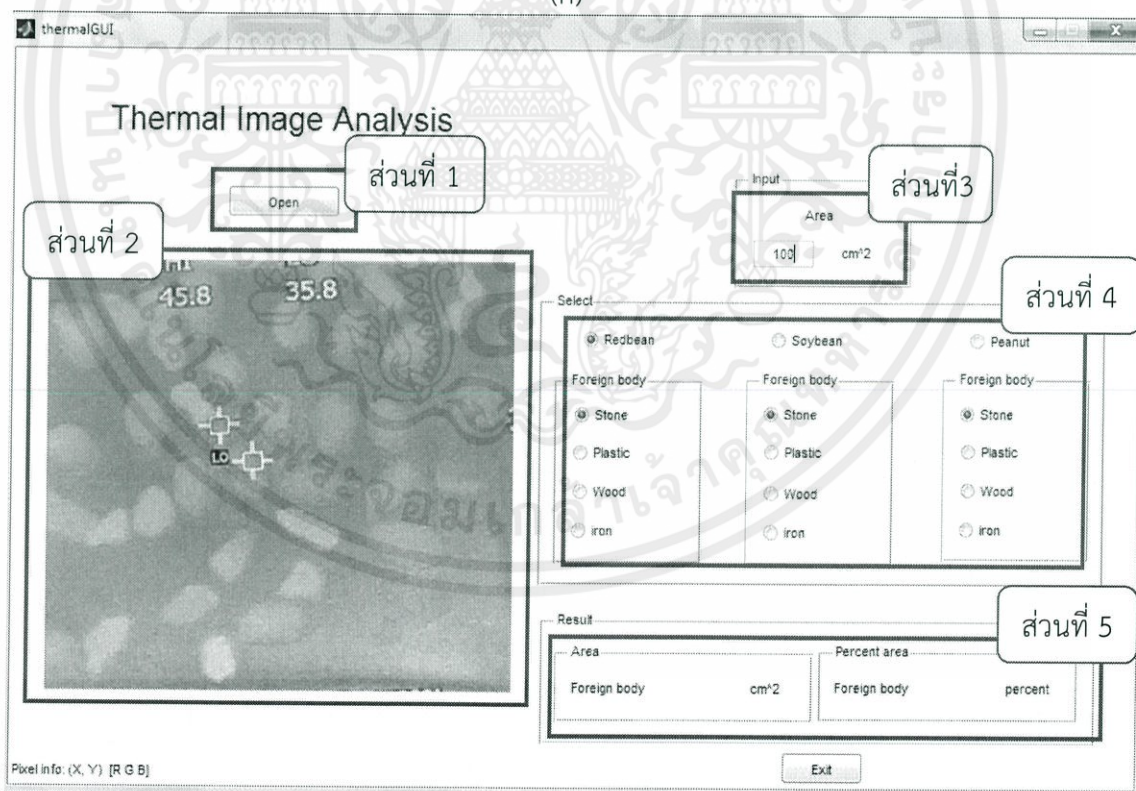 thermalGUI
Thermal Image Analysis
ส่วนที่ 1
Open
ส่วนที่ 2
45.8
35.8
LO
Input
ส่วนที่3
Area
100 cm^2
Select
ส่วนที่ 4
Redbean
Soybean
Peanut
Foreign body
Foreign body
Foreign body
Stone
Stone
Stone
Plastic
Plastic
Plastic
Wood
Wood
Wood
iron
iron
iron
Result
ส่วนที่ 5
Area
Percent area
Foreign body cm^2
Foreign body percent
Pixel info: (X, Y) [R G B]
Exit